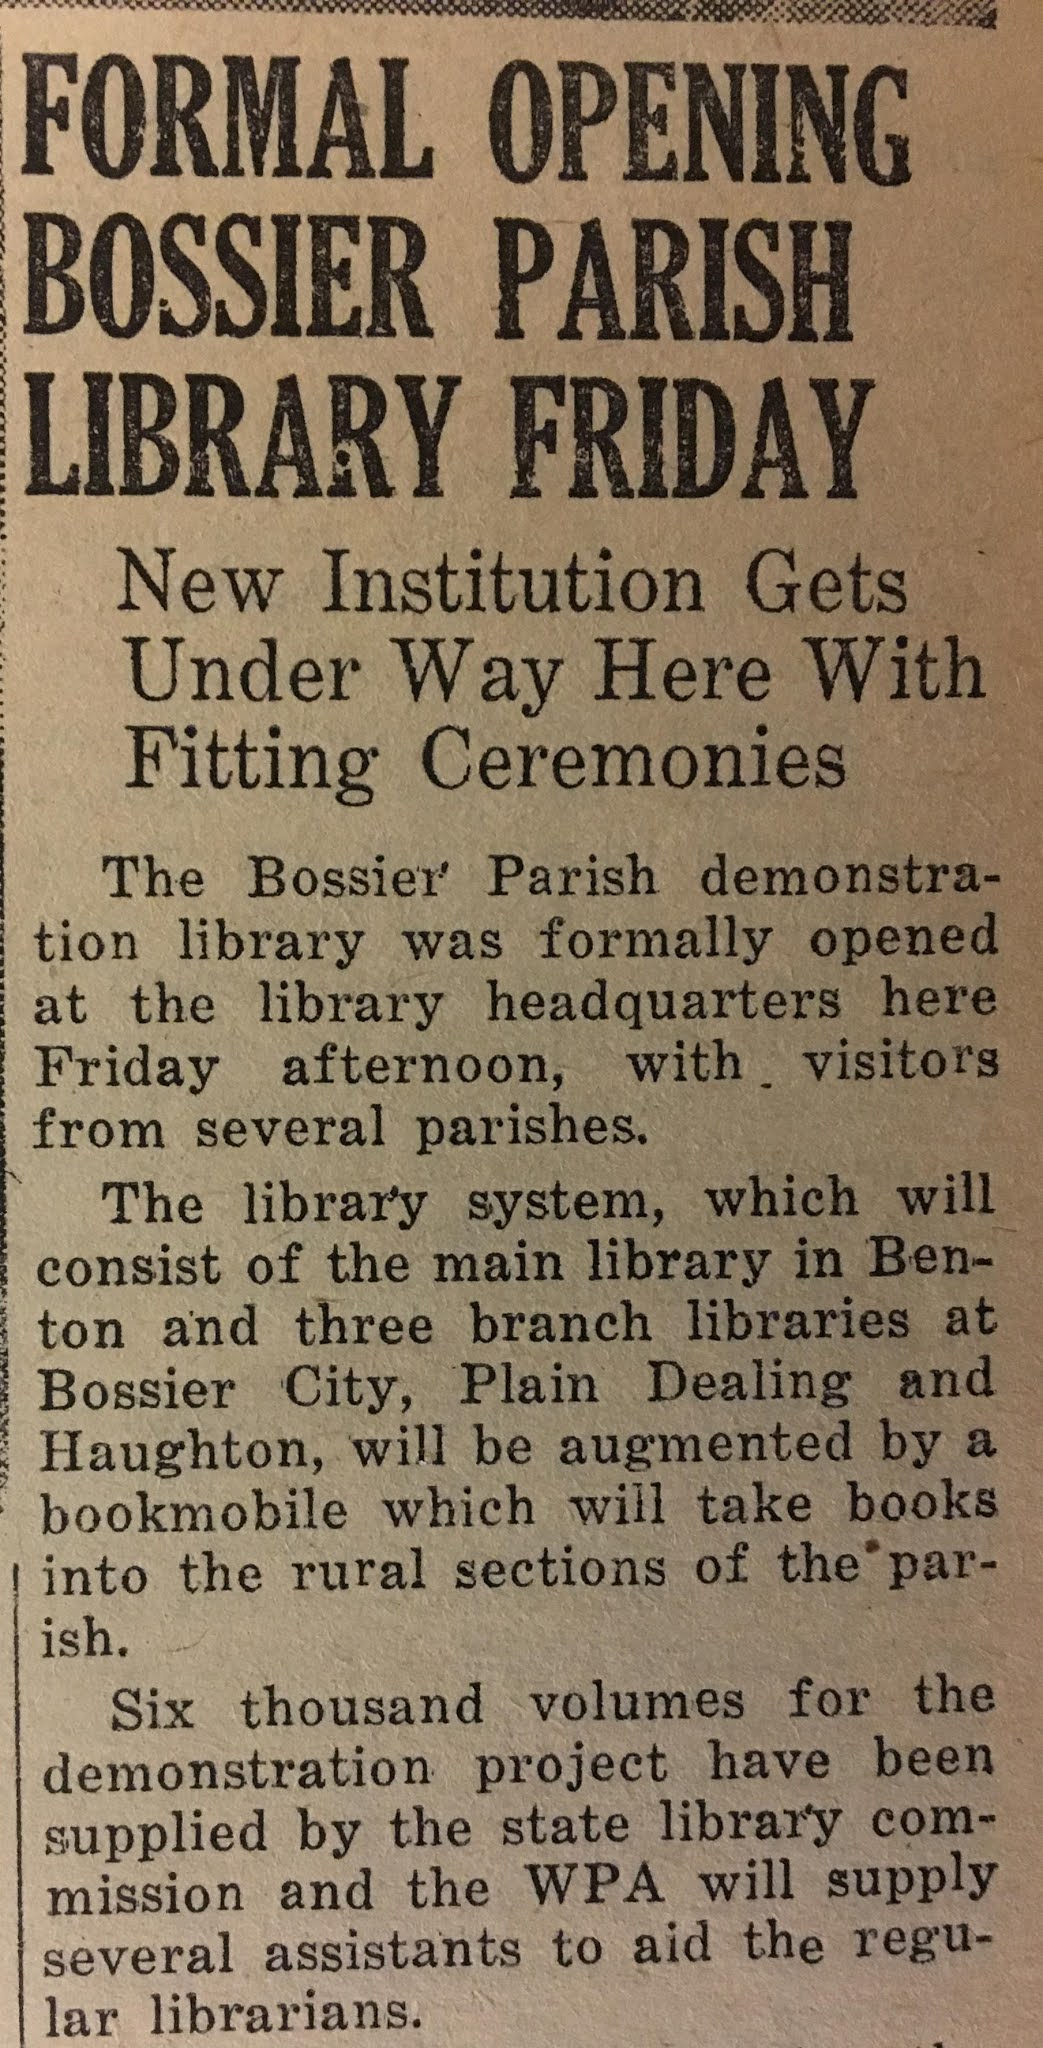 FORMAL OPENING
BOSSIER PARISH
LIBRARY FRIDAY
New Institution Gets
Under Way Here With
Fitting Ceremonies
The Bossier Parish demonstra-
tion library was formally opened
at the library headquarters here
Friday afternoon, with visitors
from several parishes.
The library system, which will
consist of the main library in Ben-
ton and three branch libraries at
Bossier City, Plain Dealing and
Haughton, will be augmented by a
bookmobile which will take books
into the rural sections of the par-
ish.
Six thousand volumes for the
demonstration project have been
supplied by the state library com-
mission and the WPA will supply
several assistants to aid the regu-
lar librarians.